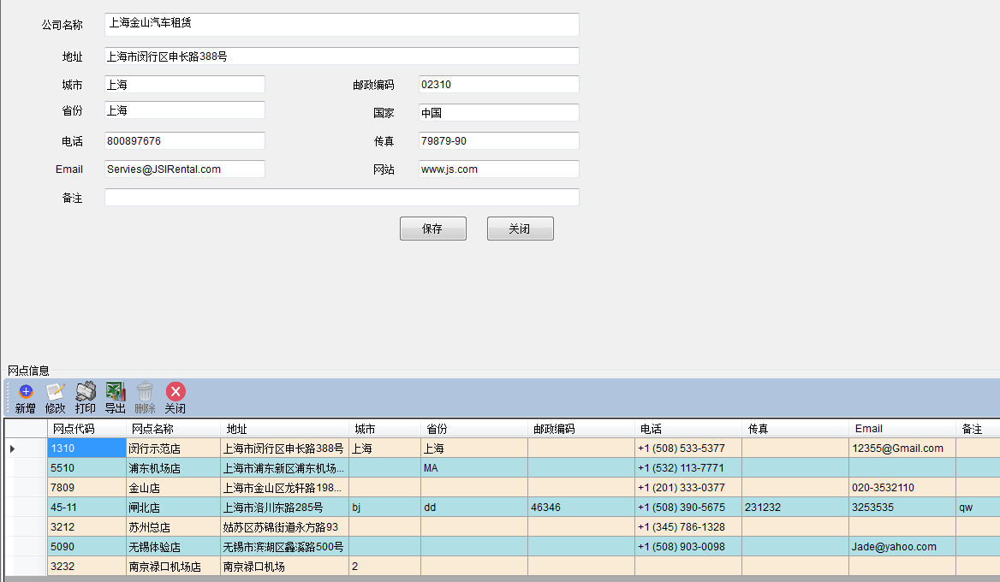 公司名称 上海金山汽车租赁
地址 上海市闵行区申长路388号
城市 上海 邮政编码 02310
省份 上海 国家 中国
电话 800897676 传真 79879-90
Email Servies@JSIRental.com 网站 www.js.com
备注
保存 关闭
网点信息
新增 修改 打印 导出 删除 关闭
网点代码 网点名称 地址 城市 省份 邮政编码 电话 传真 Email 备注
1310 闵行示范店 上海市闵行区申长路388号 上海 上海 +1 (508) 533-5377 12355@Gmail.com
5510 浦东机场店 上海市浦东新区浦东机场... MA +1 (532) 113-7771
7809 金山店 上海市金山区龙轩路198... +1 (201) 333-0377 020-3532110
45-11 闸北店 上海市洛川东路285号 bj dd 46346 +1 (508) 390-5675 231232 3253535 qw
3212 苏州总店 姑苏区苏锦街道永方路93 +1 (345) 786-1328
5090 无锡体验店 无锡市滨湖区蠡溪路500号 +1 (508) 903-0098 Jade@yahoo.com
3232 南京禄口机场店 南京禄口机场 2